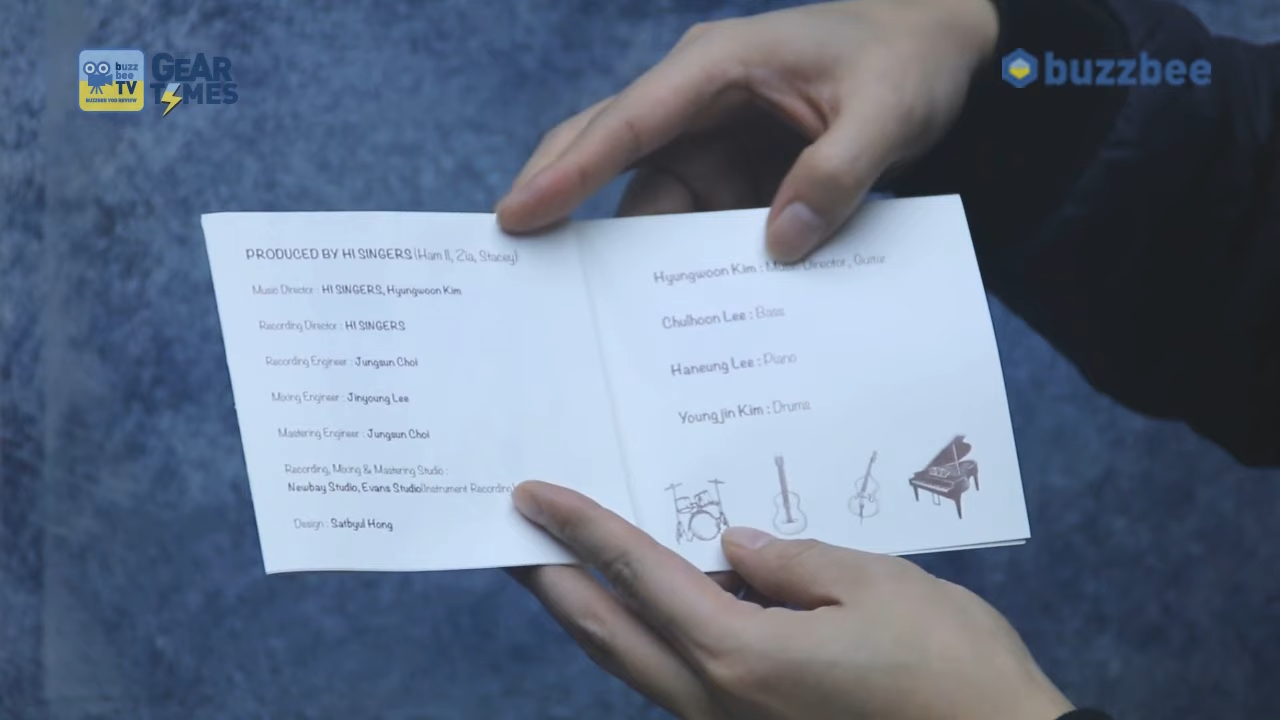 buzz
bee
TV
BUZZBEE YOU REVIEW
GEAR
TIMES
buzzbee
PRODUCED BY HI SINGERS (Ham Il, Zia, Stacey)
Music Director : HI SINGERS, Hyungwoon Kim
Recording Director : HI SINGERS
Recording Engineer : Jungsun Choi
Mixing Engineer : Jinyoung Lee
Mastering Engineer : Jungsun Choi
Recording, Mixing & Mastering Studio :
Newbay Studio, Evans Studio(Instrument Recording)
Design : Satbyul Hong
Hyungwoon Kim : Music Director, Guitar
Chulhoon Lee : Bass
Haneung Lee : Piano
Youngjin Kim : Drums